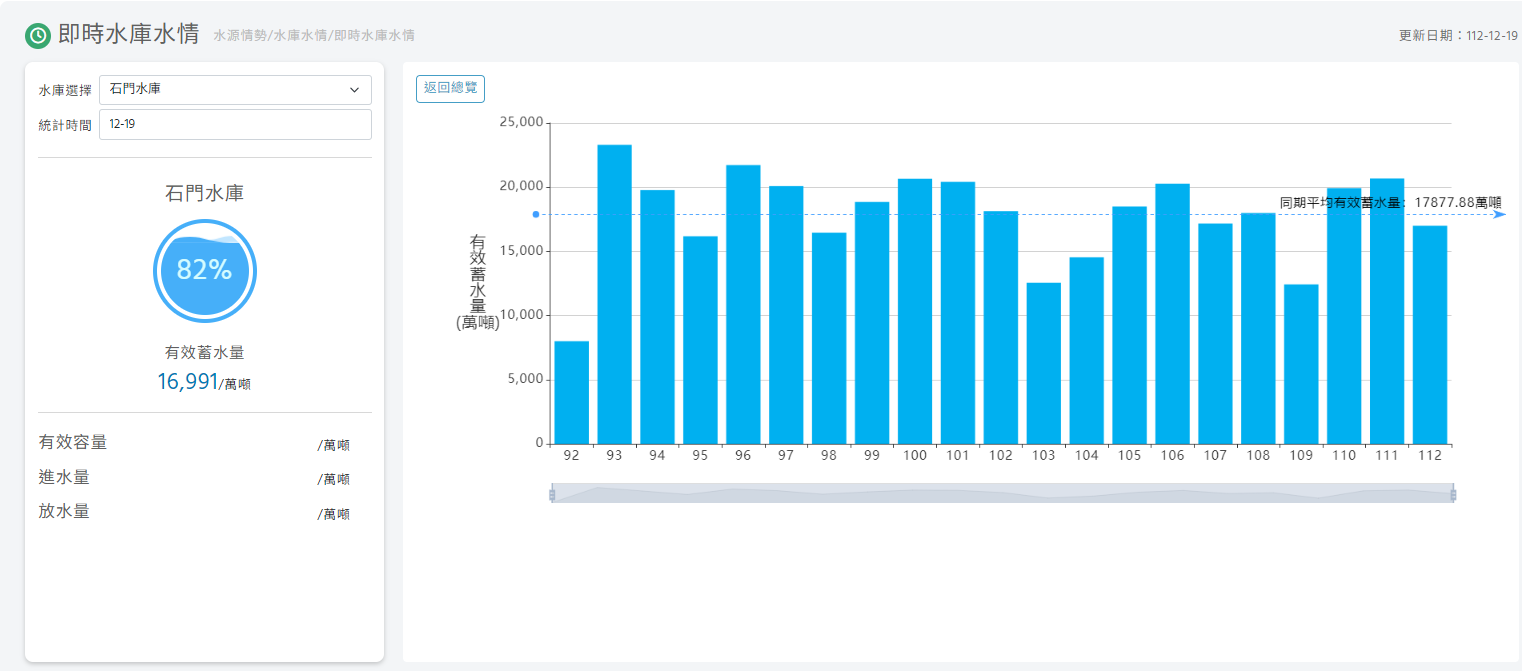 即時水庫水情 水源情勢/水庫水情/即時水庫水情
更新日期：112-12-19
水庫選擇 石門水庫
統計時間 12-19
石門水庫
82%
有效蓄水量
16,991/萬噸
有效容量 /萬噸
進水量 /萬噸
放水量 /萬噸
返回總覽
有效蓄水量
(萬噸)
25,000
20,000
15,000
10,000
5,000
0
同期平均有效蓄水量: 17877.88萬噸
92 93 94 95 96 97 98 99 100 101 102 103 104 105 106 107 108 109 110 111 112